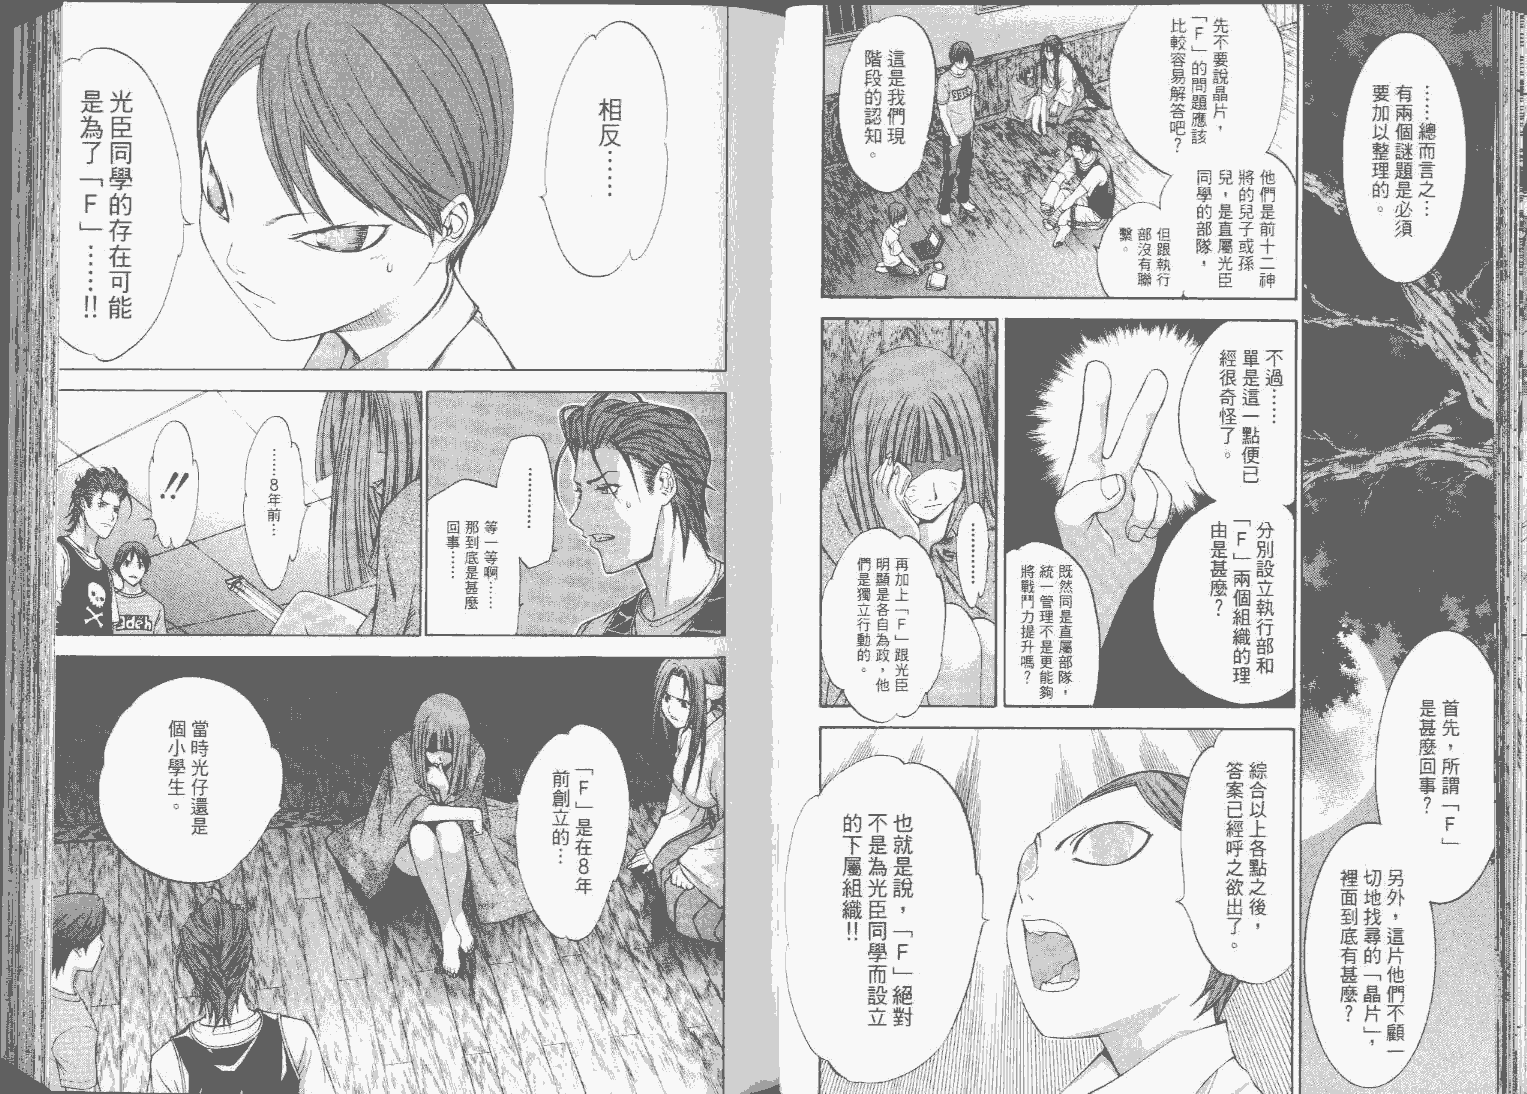 ……總而言之…
有兩個謎題是必須
要加以整理的。
首先，所謂「F」
是甚麼回事？
另外，這片他們不顧一
切地找尋的「晶片」，
裡面到底有甚麼？
先不要說晶片，
「F」的問題應該
比較容易解答吧？
他們是前十二神
將的兒子或孫
兒，是直屬光臣
同學的部隊，
但跟執行
部沒有聯
繫。
這是我們現
階段的認知。
不過……
單是這一點便已
經很奇怪了。
分別設立執行部和
「F」兩個組織的理
由是甚麼？
既然同是直屬部隊，
統一管理不是更能夠
將戰鬥力提升嗎？
…………
再加上「F」跟光臣
明顯是各自為政，他
們是獨立行動的。
綜合以上各點之後，
答案已經呼之欲出了。
也就是說，「F」絕對
不是為光臣同學而設立
的下屬組織!!
相反……
光臣同學的存在可能
是為了「F」……!!
…………
等一等啊……
那到底是甚麼
回事……
……8年前…
!!
「F」是在8年
前創立的…
當時光仔還是
個小學生。